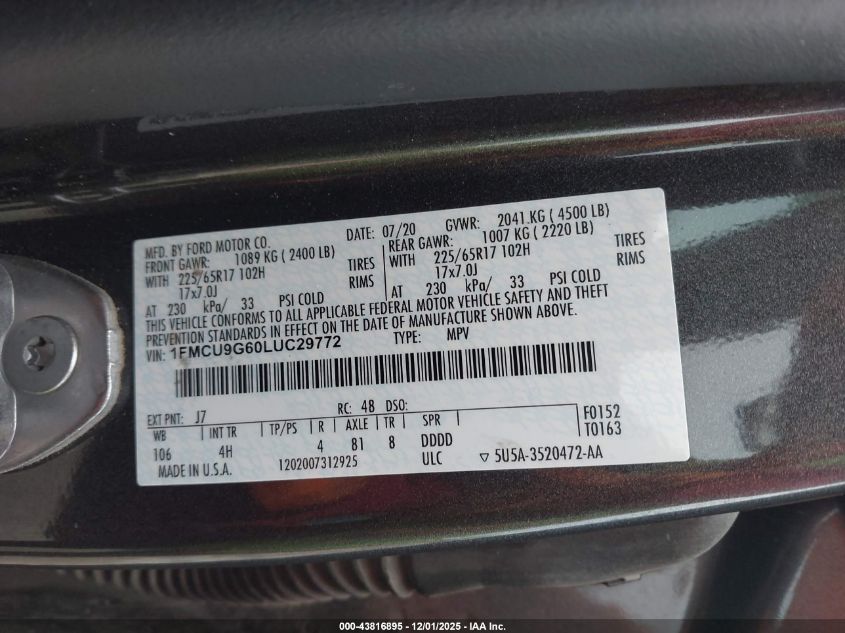 MFD. BY FORD MOTOR CO. DATE: 07/20 GVWR: 2041.KG ( 4500 LB)
FRONT GAWR: 1089 KG ( 2400 LB) REAR GAWR: 1007 KG ( 2220 LB)
WITH 225/65R17 102H TIRES WITH 225/65R17 102H TIRES
17x7.0J RIMS 17x7.0J RIMS
AT 230 kPa/ 33 PSI COLD AT 230 kPa/ 33 PSI COLD
THIS VEHICLE CONFORMS TO ALL APPLICABLE FEDERAL MOTOR VEHICLE SAFETY AND THEFT
PREVENTION STANDARDS IN EFFECT ON THE DATE OF MANUFACTURE SHOWN ABOVE.
VIN: 1FMCU9G60LUC29772 TYPE: MPV
EXT PNT: J7 RC: 48 DSO: F0152
WB INT TR TP/PS R AXLE TR SPR T0163
106 4H 4 81 8 DDDD
MADE IN U.S.A. 1202007312925 ULC ▽ 5U5A-3520472-AA
000-43816895 - 12/01/2025 - IAA Inc.